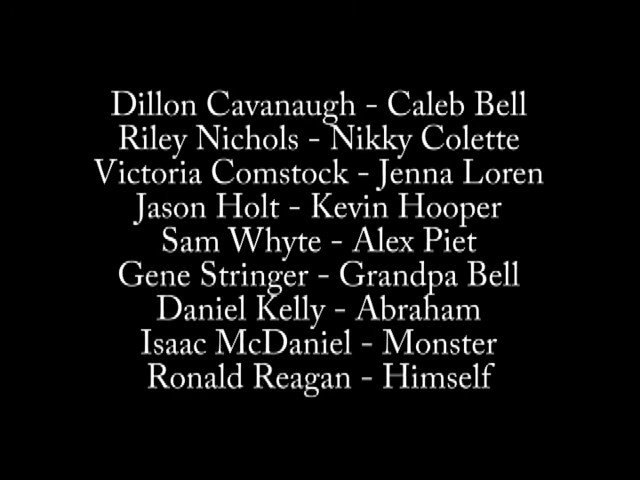 Dillon Cavanaugh - Caleb Bell
Riley Nichols - Nikky Colette
Victoria Comstock - Jenna Loren
Jason Holt - Kevin Hooper
Sam Whyte - Alex Piet
Gene Stringer - Grandpa Bell
Daniel Kelly - Abraham
Isaac McDaniel - Monster
Ronald Reagan - Himself